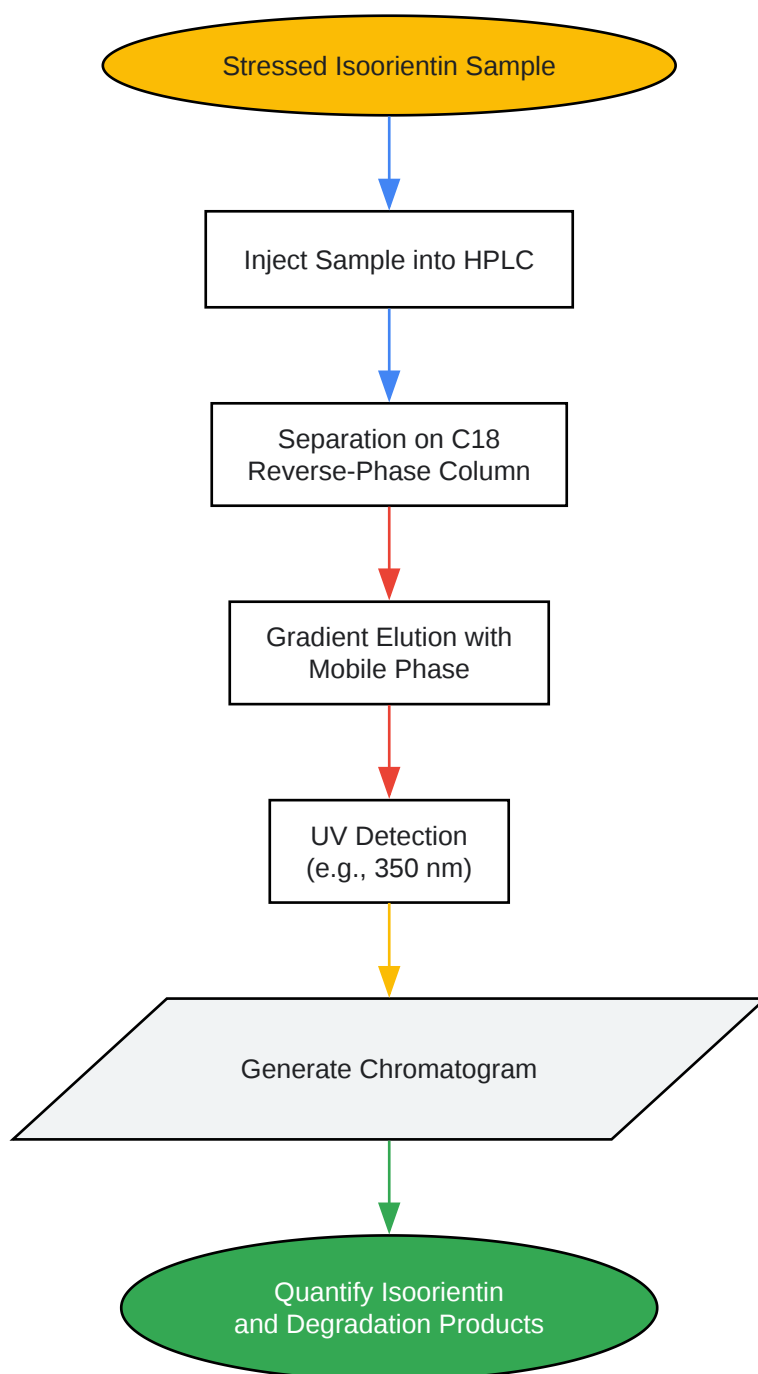 Stressed Isoorientin Sample
Inject Sample into HPLC
Separation on C18
Reverse-Phase Column
Gradient Elution with
Mobile Phase
UV Detection
(e.g., 350 nm)
Generate Chromatogram
Quantify Isoorientin
and Degradation Products